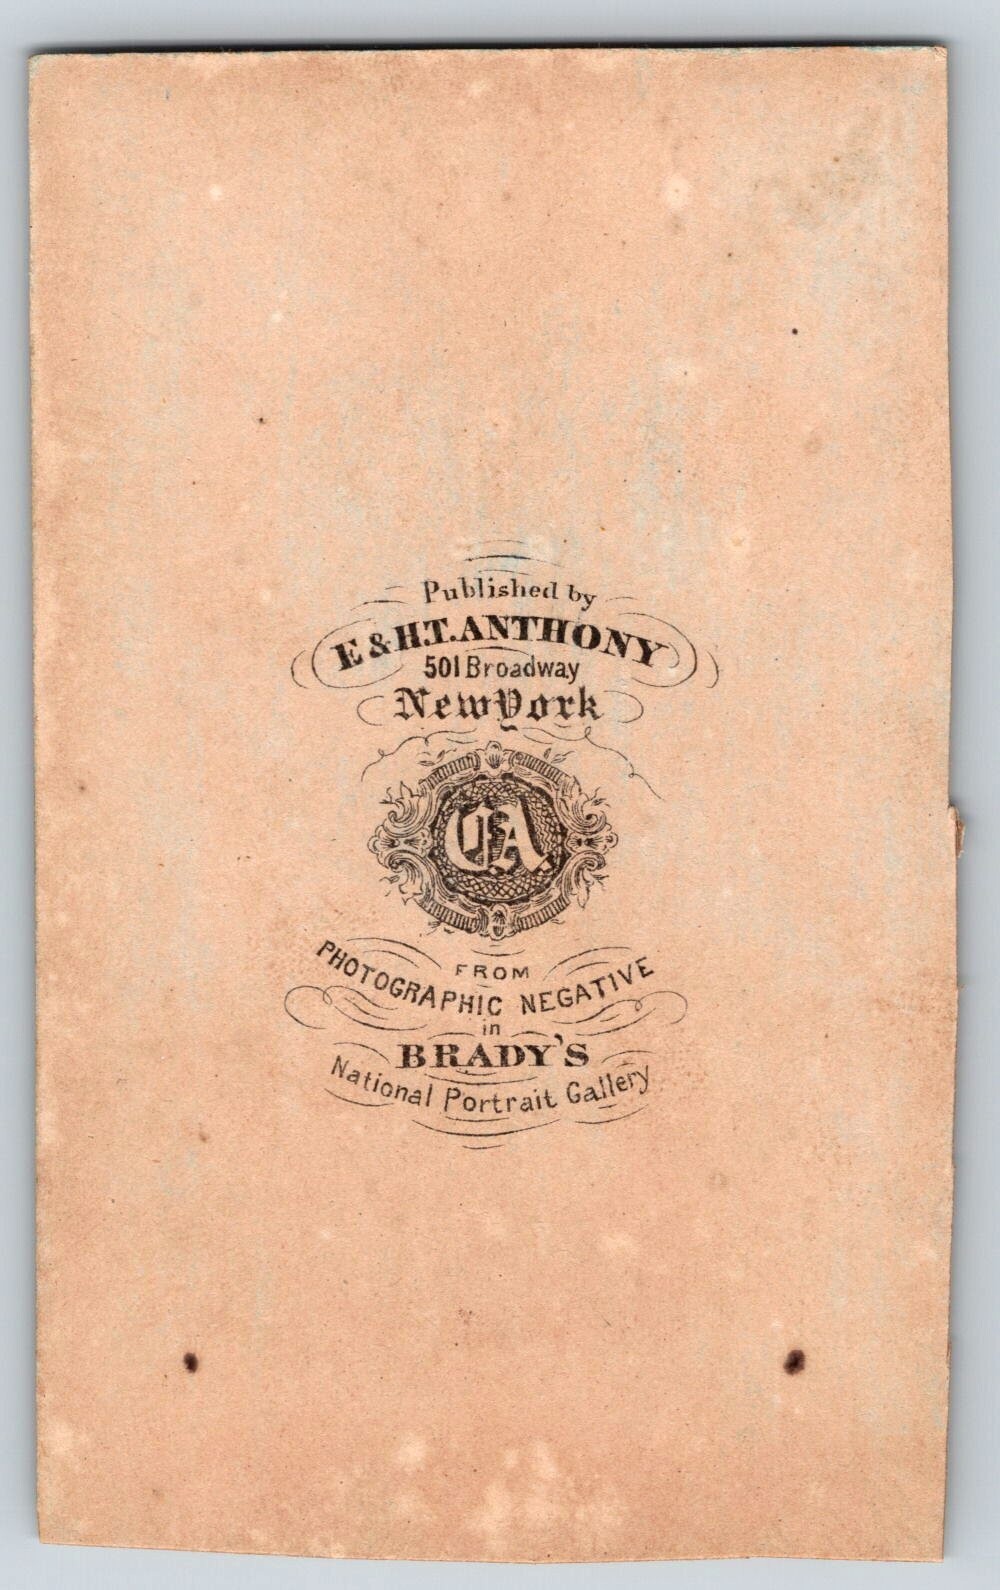 Published by
E & H.T. ANTHONY
501 Broadway
New York
C.A.
FROM
PHOTOGRAPHIC NEGATIVE
in
BRADY'S
National Portrait Gallery